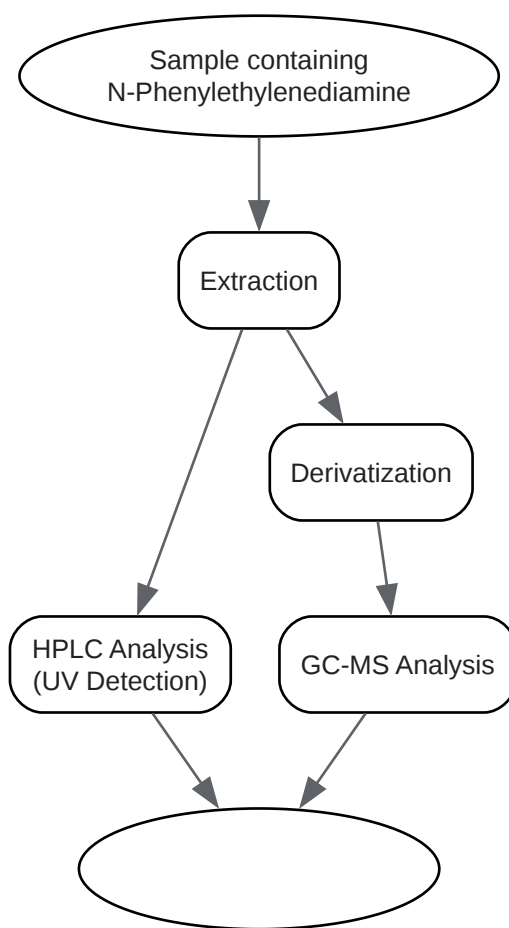 Sample containing
N-Phenylethylenediamine
Extraction
Derivatization
HPLC Analysis
(UV Detection)
GC-MS Analysis